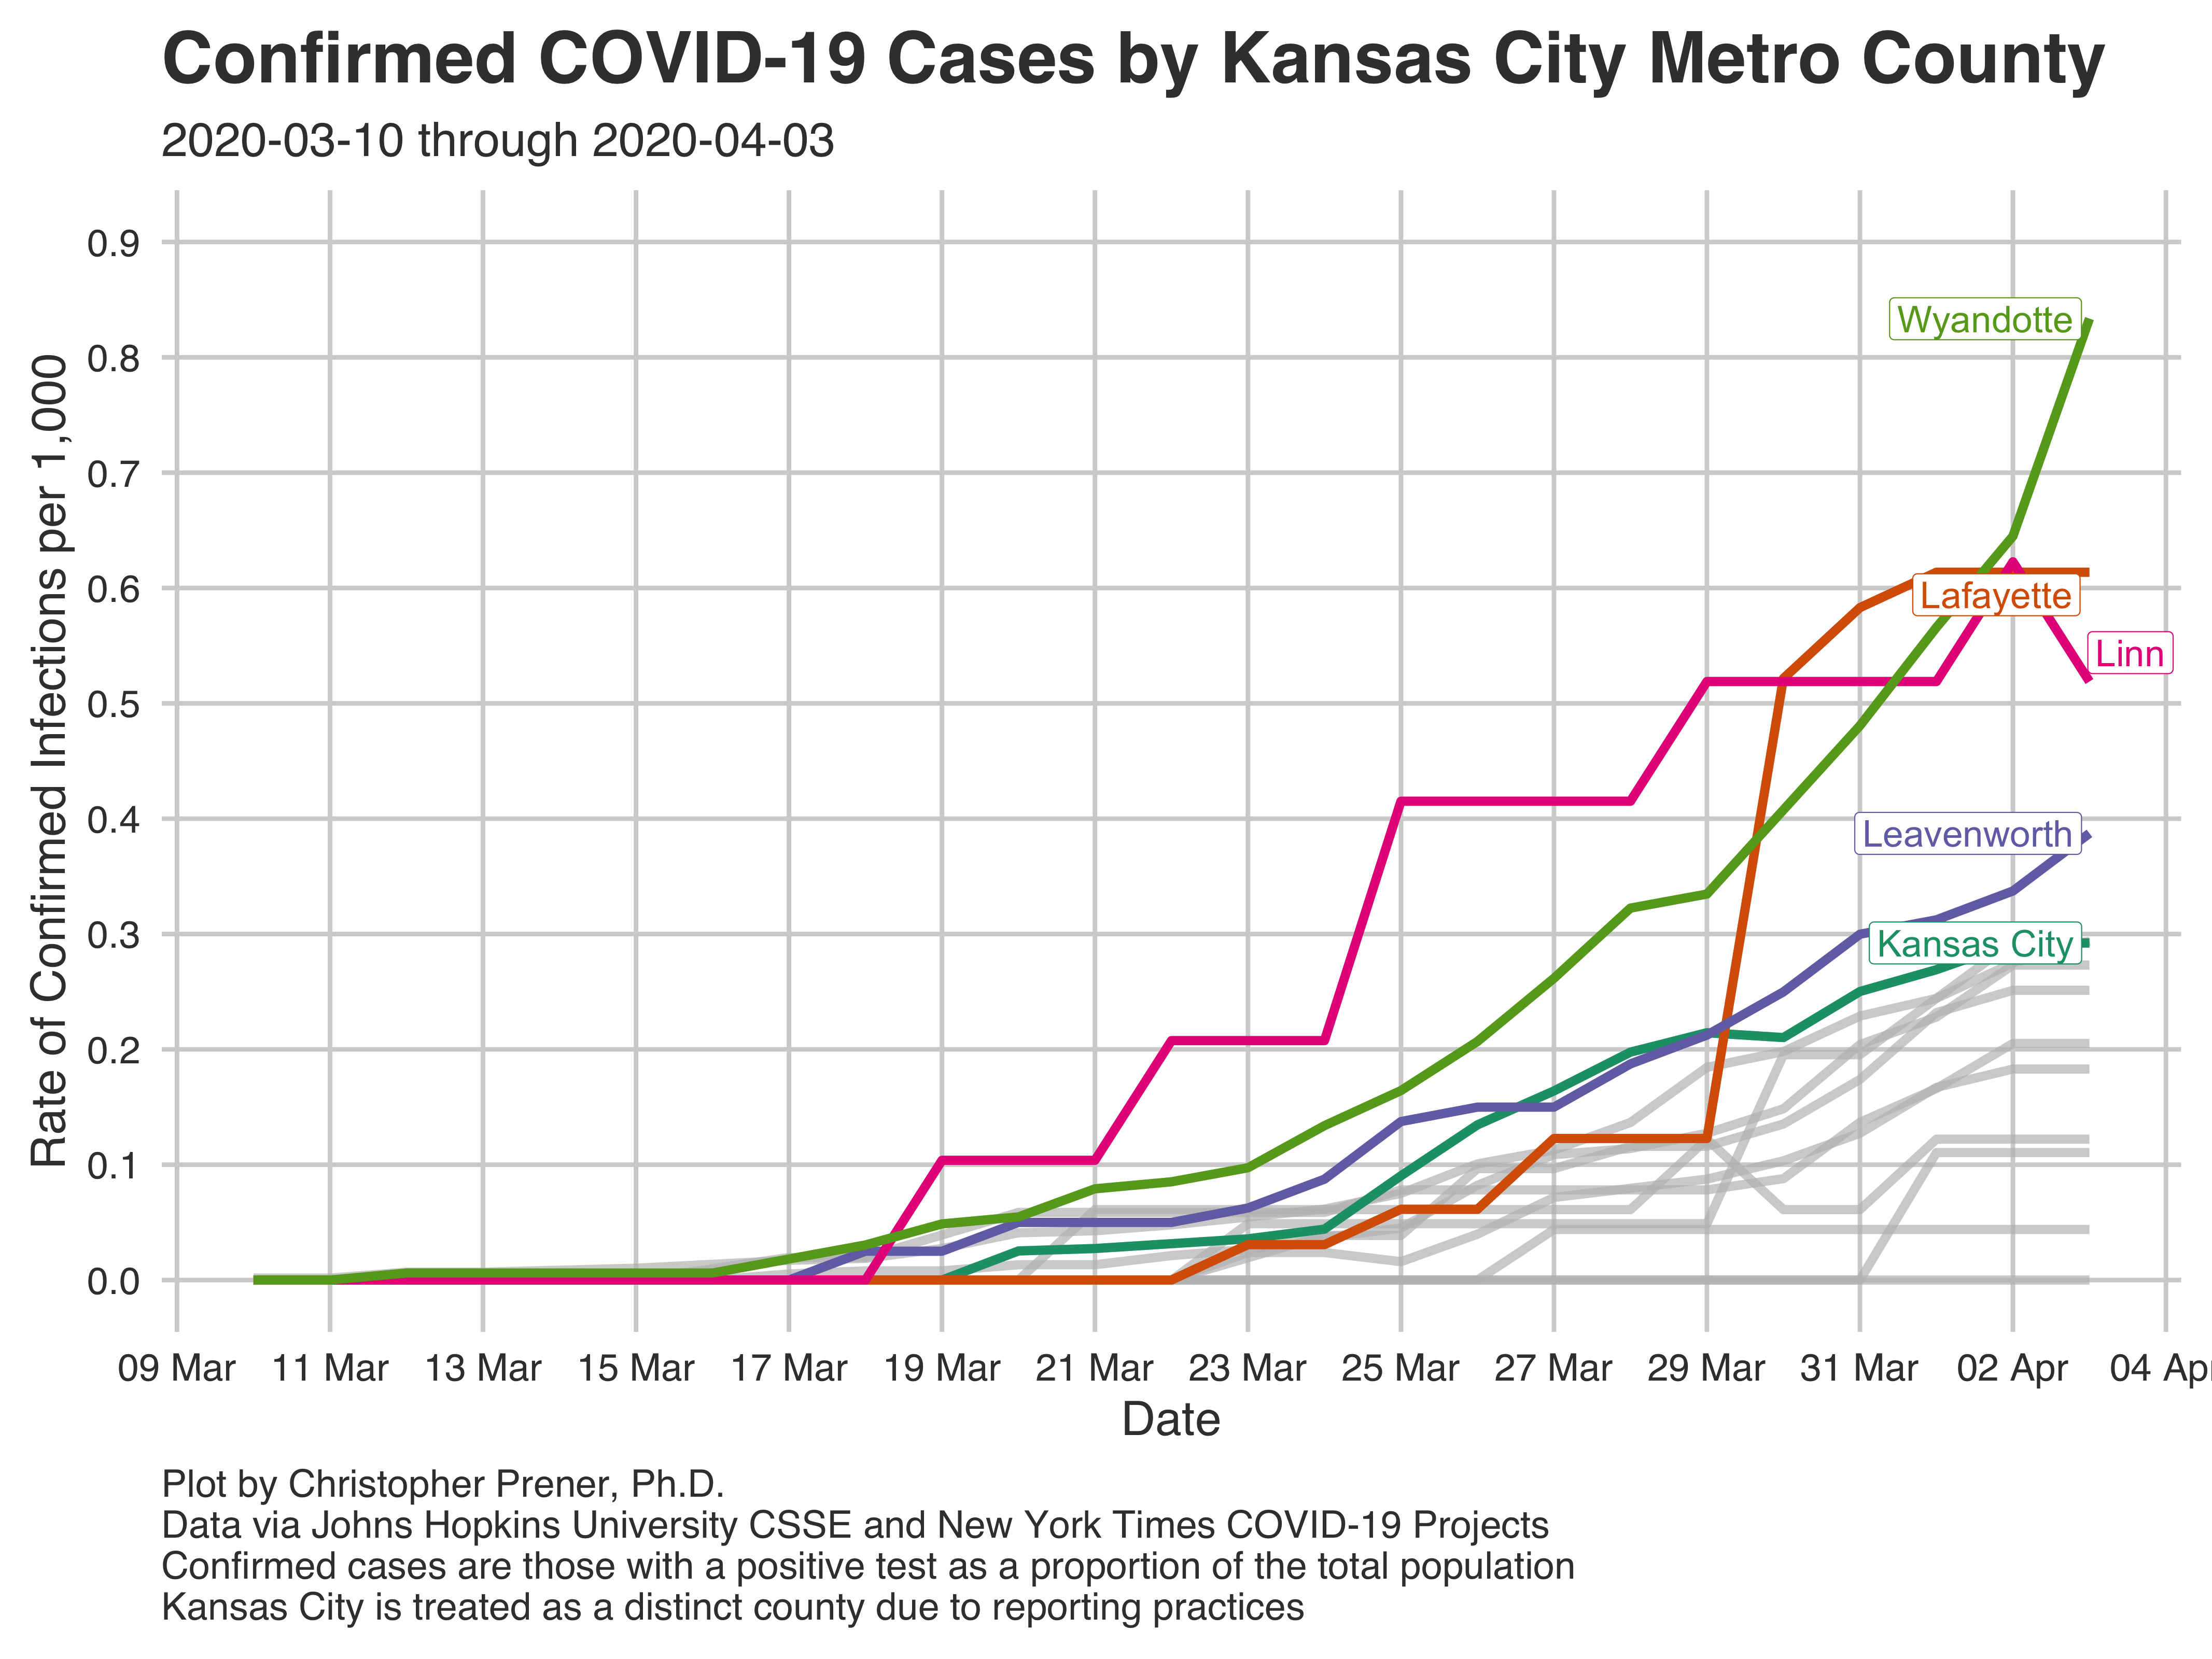 Confirmed COVID-19 Cases by Kansas City Metro County
2020-03-10 through 2020-04-03
Rate of Confirmed Infections per 1,000
0.9
0.8
0.7
0.6
0.5
0.4
0.3
0.2
0.1
0.0
Wyandotte
Lafayette
Linn
Leavenworth
Kansas City
09 Mar 11 Mar 13 Mar 15 Mar 17 Mar 19 Mar 21 Mar 23 Mar 25 Mar 27 Mar 29 Mar 31 Mar 02 Apr 04 Apr
Date
Plot by Christopher Prener, Ph.D.
Data via Johns Hopkins University CSSE and New York Times COVID-19 Projects
Confirmed cases are those with a positive test as a proportion of the total population
Kansas City is treated as a distinct county due to reporting practices